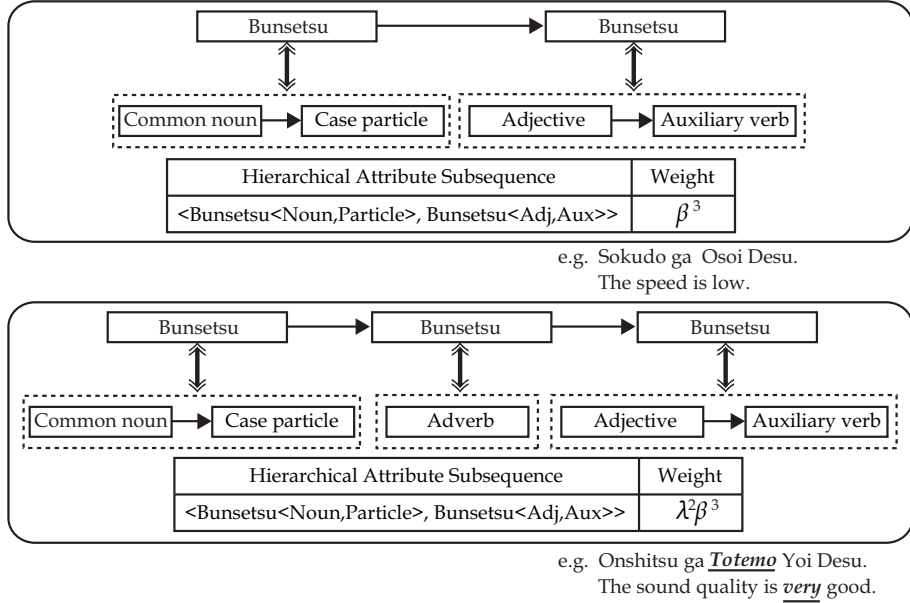 Bunsetsu Bunsetsu
Common noun Case particle Adjective Auxiliary verb
Hierarchical Attribute Subsequence Weight
<Bunsetsu<Noun,Particle>, Bunsetsu<Adj,Aux>> β³
e.g. Sokudo ga Osoi Desu.
The speed is low.
Bunsetsu Bunsetsu Bunsetsu
Common noun Case particle Adverb Adjective Auxiliary verb
Hierarchical Attribute Subsequence Weight
<Bunsetsu<Noun,Particle>, Bunsetsu<Adj,Aux>> λ²β³
e.g. Onshitsu ga Totemo Yoi Desu.
The sound quality is very good.